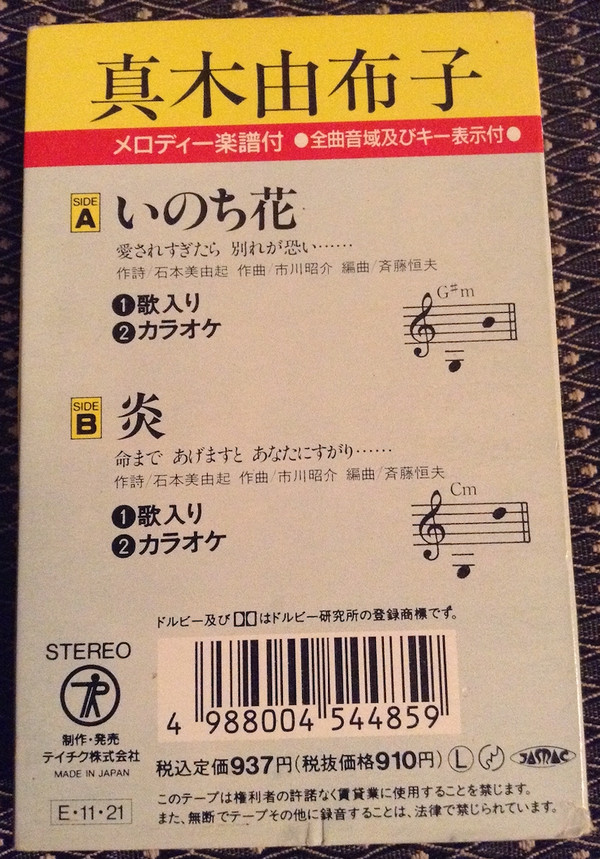 真木由布子
メロディー楽譜付 ●全曲音域及びキー表示付●
SIDE A いのち花
愛されすぎたら 別れが恐い……
作詩/石本美由起 作曲/市川昭介 編曲/斉藤恒夫
❶歌入り
❷カラオケ
G♯m
SIDE B 炎
命まで あげますと あなたにすがり……
作詩/石本美由起 作曲/市川昭介 編曲/斉藤恒夫
❶歌入り
❷カラオケ
Cm
ドルビー及び はドルビー研究所の登録商標です。
STEREO
4 988004 544859
制作・発売
テイチク株式会社
MADE IN JAPAN
税込定価937円(税抜価格910円) Ⓛ JASRAC
E・11・21
このテープは権利者の許諾なく賃貸業に使用することを禁じます。
また、無断でテープその他に録音することは、法律で禁じられています。